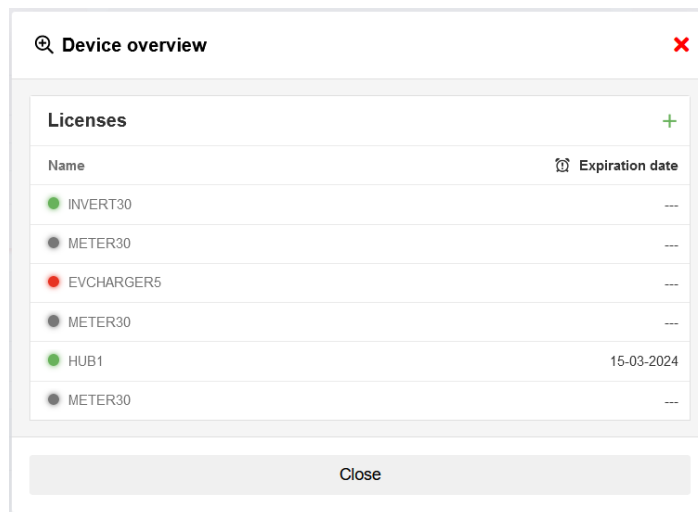 Device overview
Licenses
Name Expiration date
INVERT30 ---
METER30 ---
EVCHARGER5 ---
METER30 ---
HUB1 15-03-2024
METER30 ---
Close